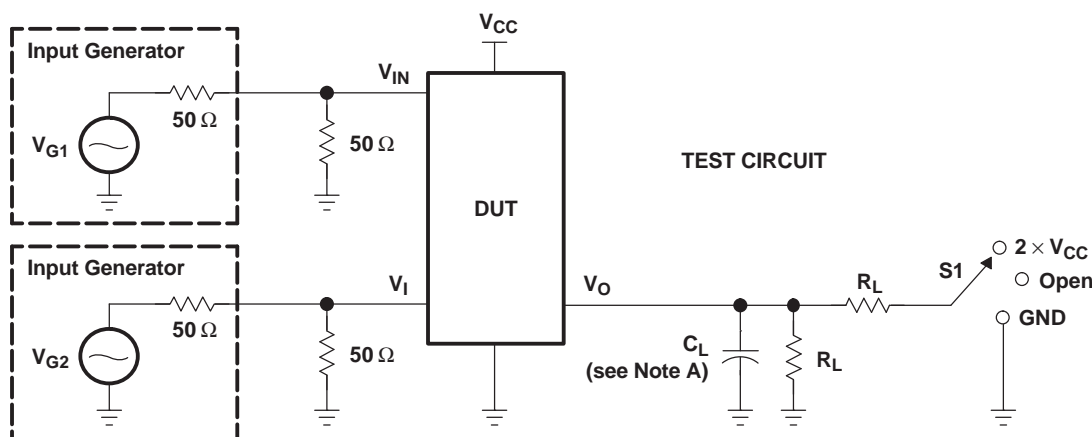 V_CC
Input Generator
V_IN
50 Ω
V_G1
50 Ω
TEST CIRCUIT
DUT
Input Generator
V_I
V_O
50 Ω
V_G2
50 Ω
C_L
(see Note A)
R_L
R_L
S1
2 × V_CC
Open
GND